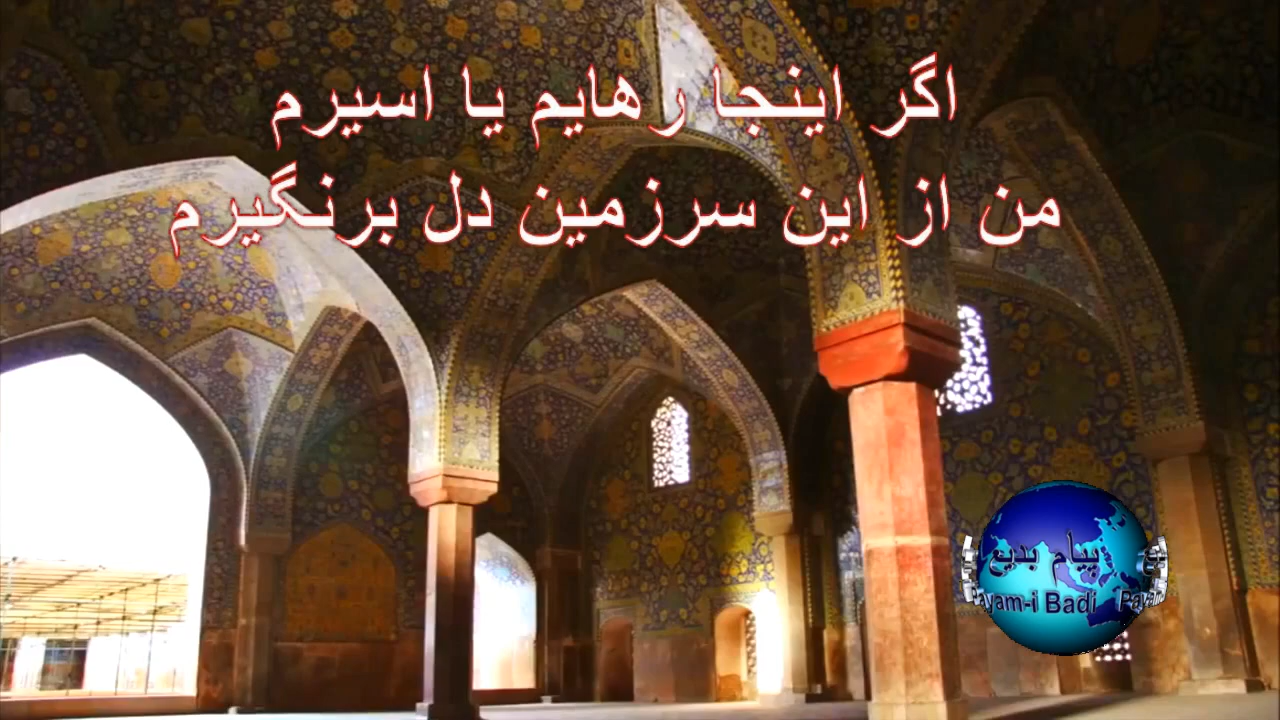 اگر اینجا رهایم یا اسیرم
من از این سرزمین دل برنگیرم
پیام بدیع
Payam-i Badi